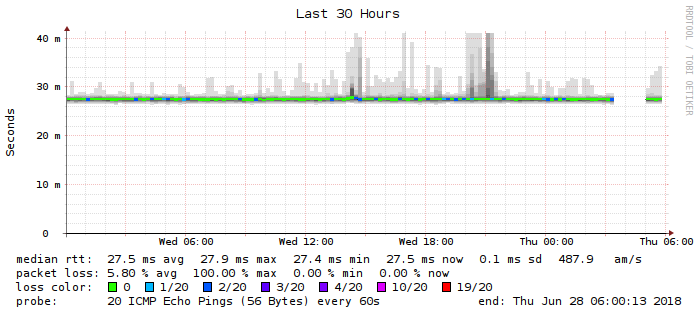 Last 30 Hours
RRDTOOL / TOBI OETIKER
Seconds
40 m
30 m
20 m
10 m
0
Wed 06:00 Wed 12:00 Wed 18:00 Thu 00:00 Thu 06:00
median rtt: 27.5 ms avg 27.9 ms max 27.4 ms min 27.5 ms now 0.1 ms sd 487.9 am/s
packet loss: 5.80 % avg 100.00 % max 0.00 % min 0.00 % now
loss color: 0 1/20 2/20 3/20 4/20 10/20 19/20
probe: 20 ICMP Echo Pings (56 Bytes) every 60s end: Thu Jun 28 06:00:13 2018